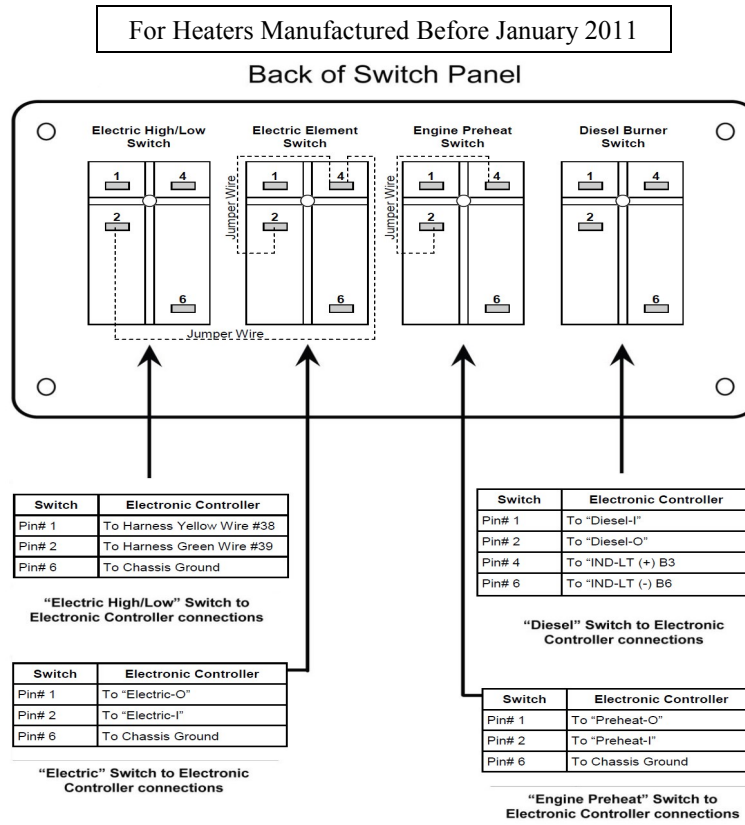 For Heaters Manufactured Before January 2011
Back of Switch Panel
Electric High/Low
Switch
1
4
2
6
Electric Element
Switch
1
4
2
6
Jumper Wire
Engine Preheat
Switch
1
4
2
6
Jumper Wire
Diesel Burner
Switch
1
4
2
6
Jumper Wire
Switch Electronic Controller
Pin# 1 To Harness Yellow Wire #38
Pin# 2 To Harness Green Wire #39
Pin# 6 To Chassis Ground
“Electric High/Low” Switch to
Electronic Controller connections
Switch Electronic Controller
Pin# 1 To “Diesel-I”
Pin# 2 To “Diesel-O”
Pin# 4 To “IND-LT (+) B3
Pin# 6 To “IND-LT (-) B6
“Diesel” Switch to Electronic
Controller connections
Switch Electronic Controller
Pin# 1 To “Electric-O”
Pin# 2 To “Electric-I”
Pin# 6 To Chassis Ground
“Electric” Switch to Electronic
Controller connections
Switch Electronic Controller
Pin# 1 To “Preheat-O”
Pin# 2 To “Preheat-I”
Pin# 6 To Chassis Ground
“Engine Preheat” Switch to
Electronic Controller connections